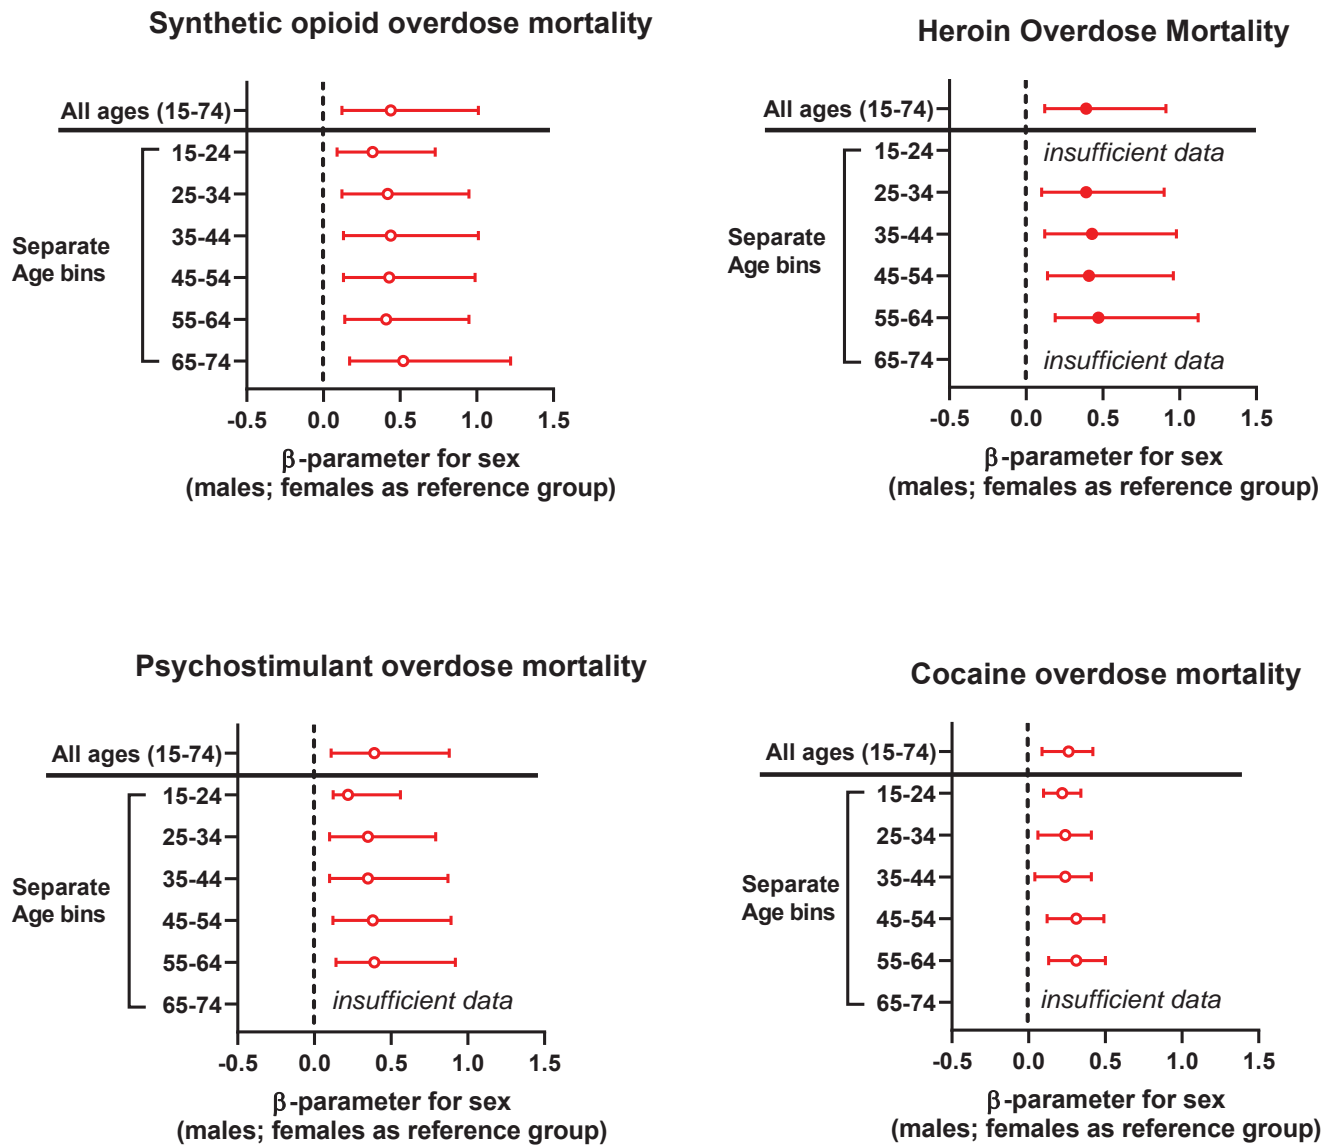 Synthetic opioid overdose mortality
All ages (15-74)
15-24
25-34
35-44
45-54
55-64
65-74
Separate
Age bins
-0.5 0.0 0.5 1.0 1.5
β-parameter for sex
(males; females as reference group)
Heroin Overdose Mortality
All ages (15-74)
15-24 insufficient data
25-34
35-44
45-54
55-64
65-74 insufficient data
Separate
Age bins
-0.5 0.0 0.5 1.0 1.5
β-parameter for sex
(males; females as reference group)
Psychostimulant overdose mortality
All ages (15-74)
15-24
25-34
35-44
45-54
55-64
65-74 insufficient data
Separate
Age bins
-0.5 0.0 0.5 1.0 1.5
β-parameter for sex
(males; females as reference group)
Cocaine overdose mortality
All ages (15-74)
15-24
25-34
35-44
45-54
55-64
65-74 insufficient data
Separate
Age bins
-0.5 0.0 0.5 1.0 1.5
β-parameter for sex
(males; females as reference group)